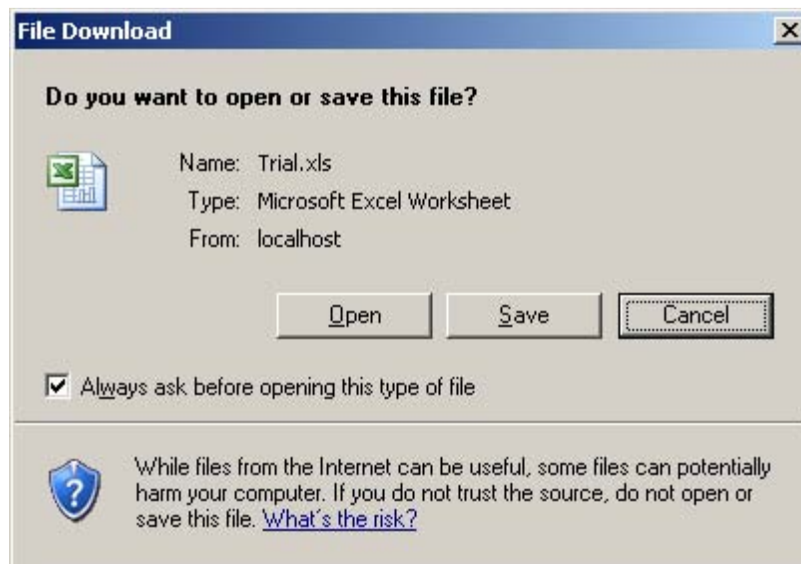 File Download
Do you want to open or save this file?
Name: Trial.xls
Type: Microsoft Excel Worksheet
From: localhost
Open Save Cancel
Always ask before opening this type of file
While files from the Internet can be useful, some files can potentially
harm your computer. If you do not trust the source, do not open or
save this file. What's the risk?